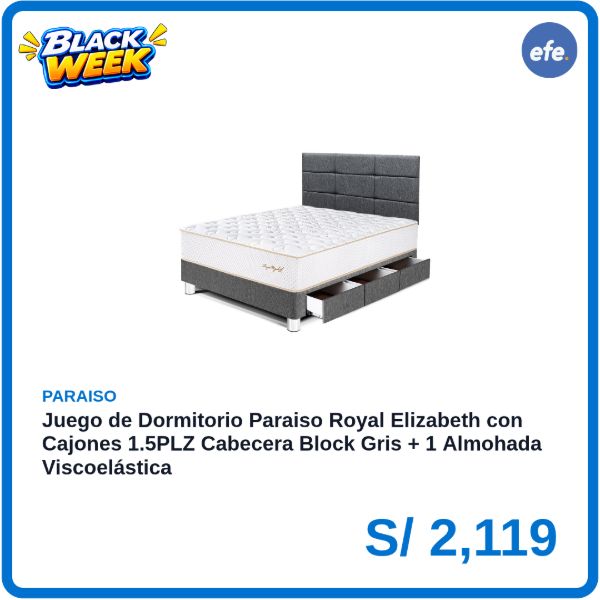 BLACK
WEEK
efe.
PARAISO
Juego de Dormitorio Paraiso Royal Elizabeth con
Cajones 1.5PLZ Cabecera Block Gris + 1 Almohada
Viscoelástica
S/ 2,119